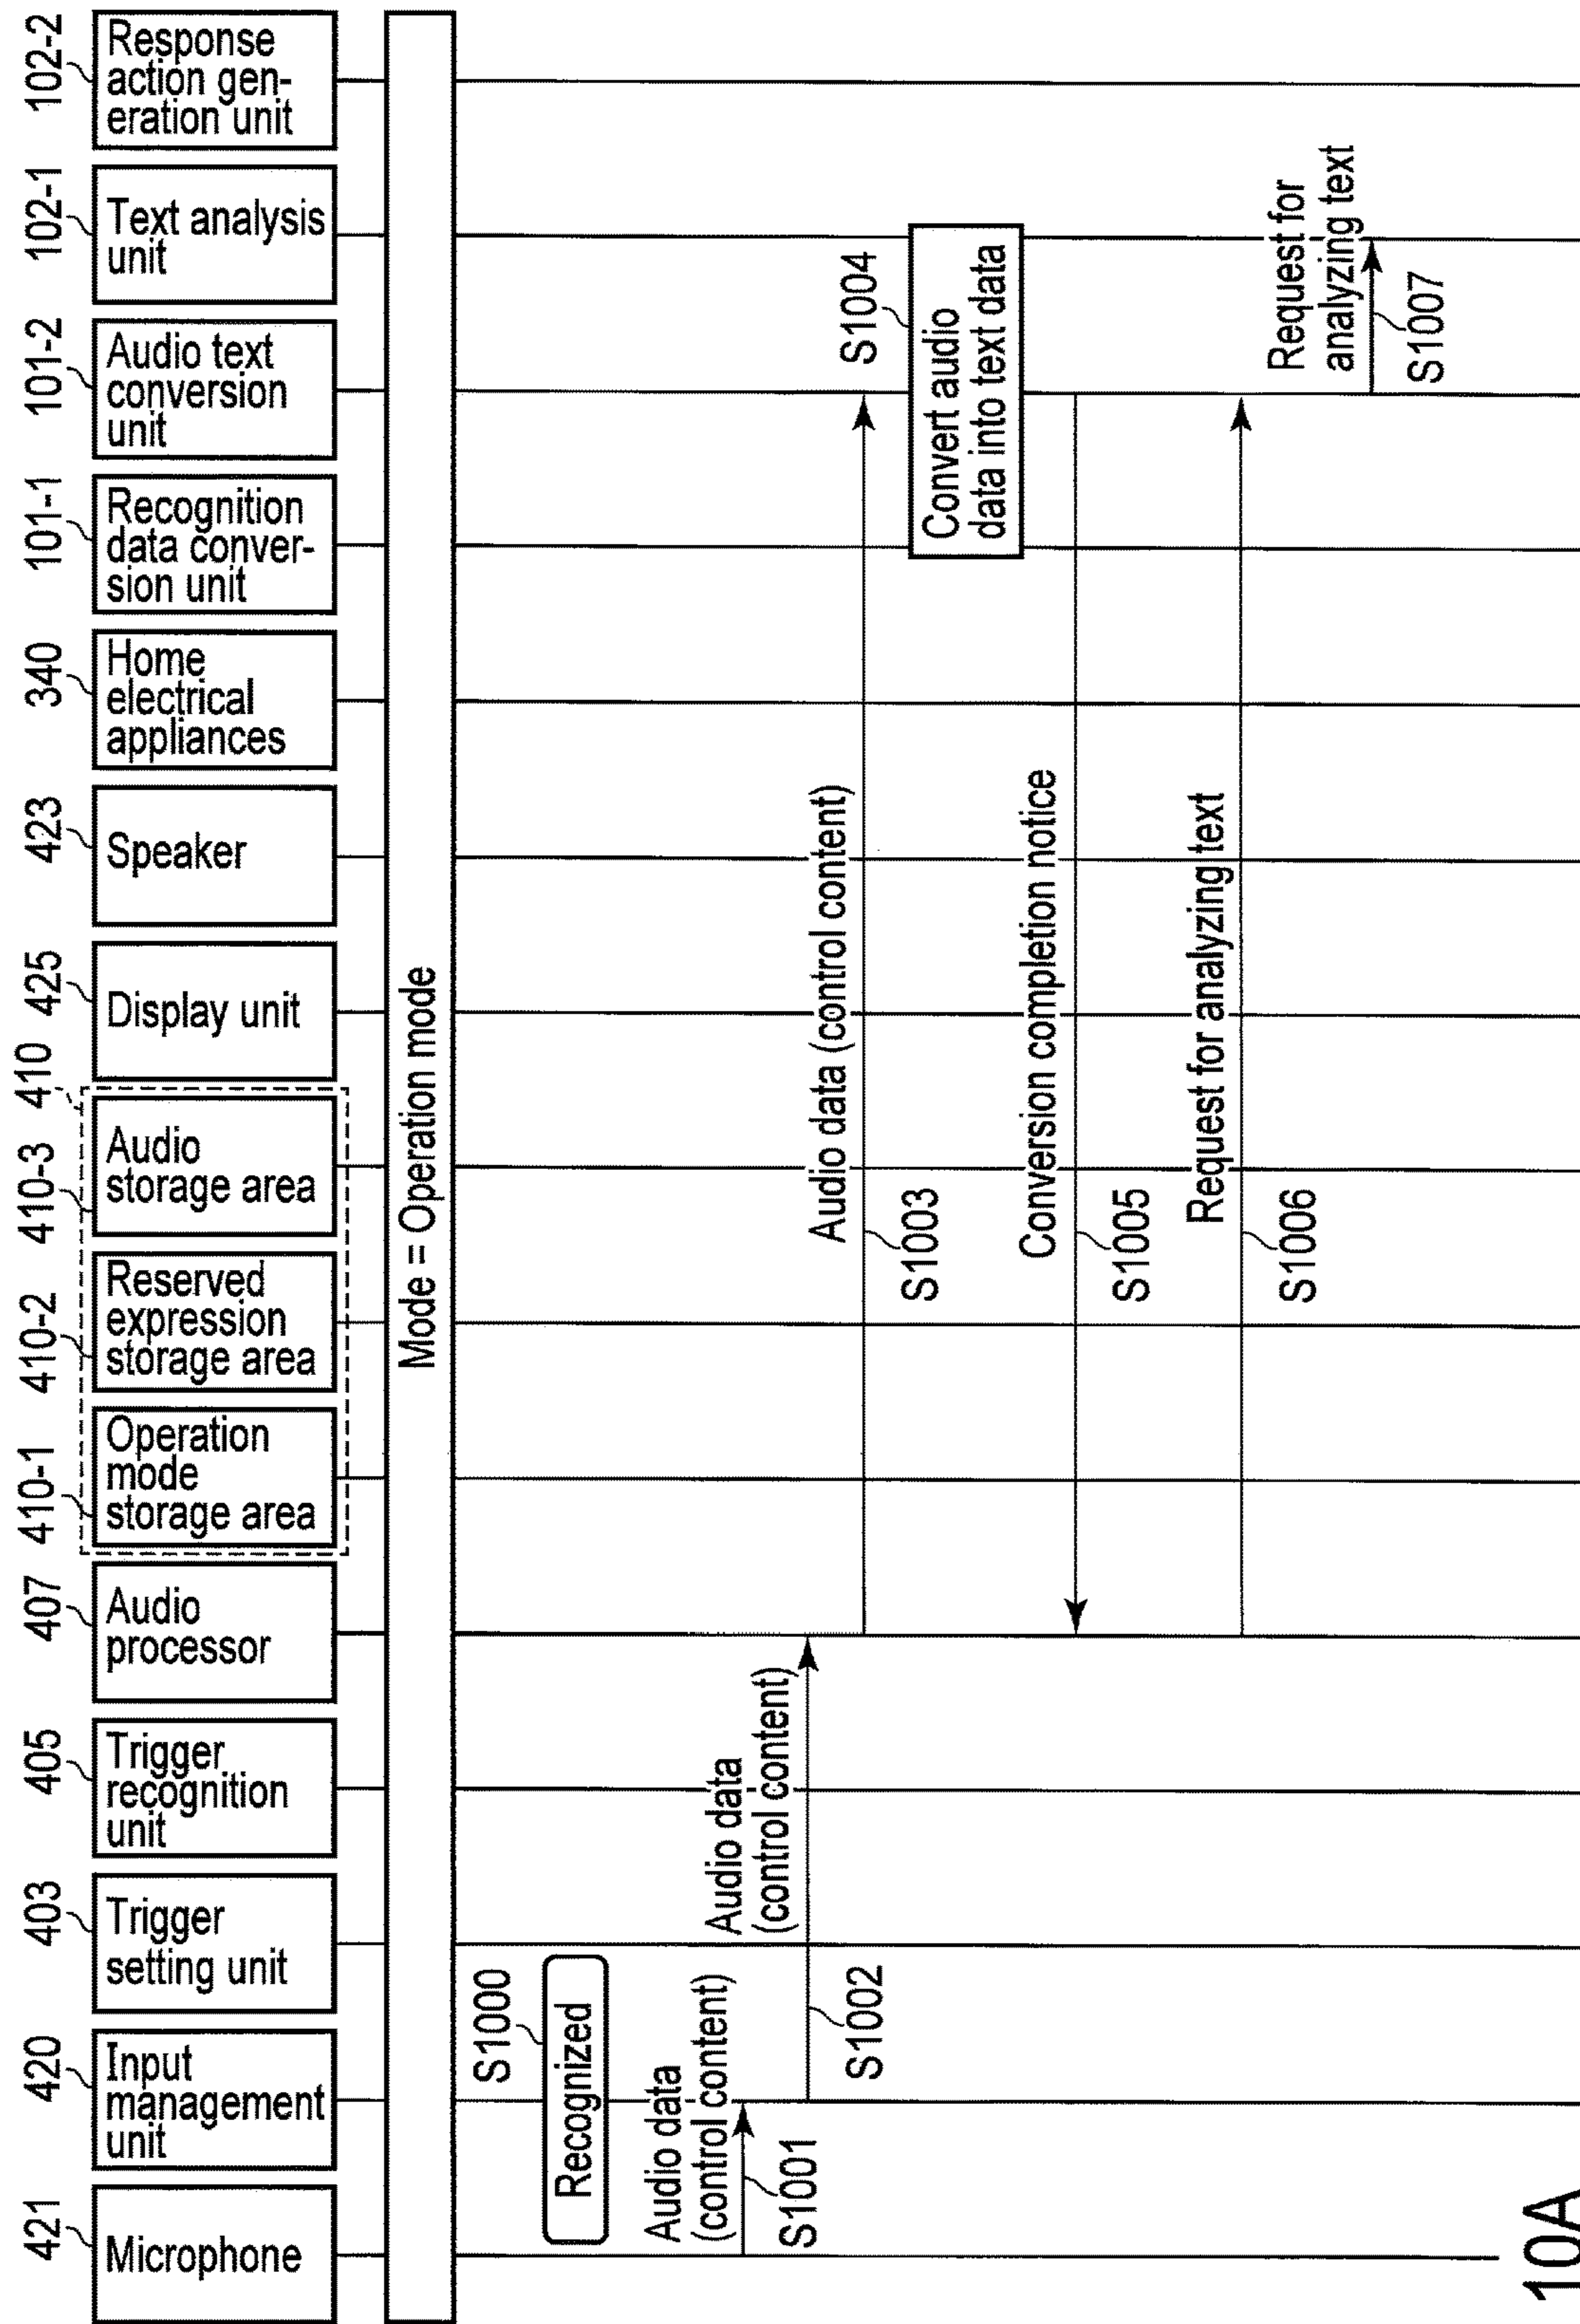 421
Microphone
420
Input
management
unit
403
Trigger
setting unit
405
Trigger
recognition
unit
407
Audio
processor
410-1
Operation
mode
storage area
410-2
Reserved
expression
storage area
410-3
Audio
storage area
410
425
Display unit
423
Speaker
340
Home
electrical
appliances
101-1
Recognition
data conver-
sion unit
101-2
Audio text
conversion
unit
102-1
Text analysis
unit
102-2
Response
action gen-
eration unit
Mode = Operation mode
S1000
Recognized
Audio data
(control content)
S1001
Audio data
(control content)
S1002
Audio data (control content)
S1003
S1004
Convert audio
data into text data
Conversion completion notice
S1005
Request for analyzing text
S1006
Request for
analyzing text
S1007
10A